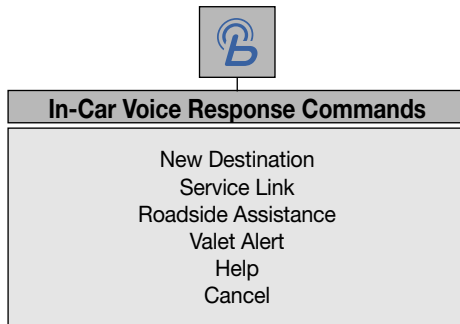 In-Car Voice Response Commands
New Destination
Service Link
Roadside Assistance
Valet Alert
Help
Cancel